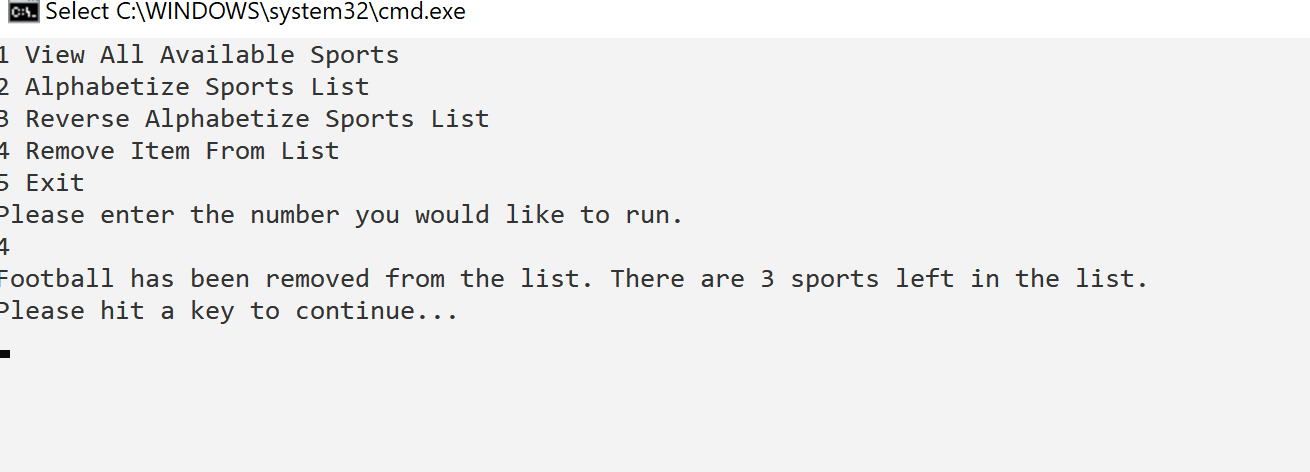 Select C:\WINDOWS\system32\cmd.exe
1 View All Available Sports
2 Alphabetize Sports List
3 Reverse Alphabetize Sports List
4 Remove Item From List
5 Exit
Please enter the number you would like to run.
4
Football has been removed from the list. There are 3 sports left in the list.
Please hit a key to continue...